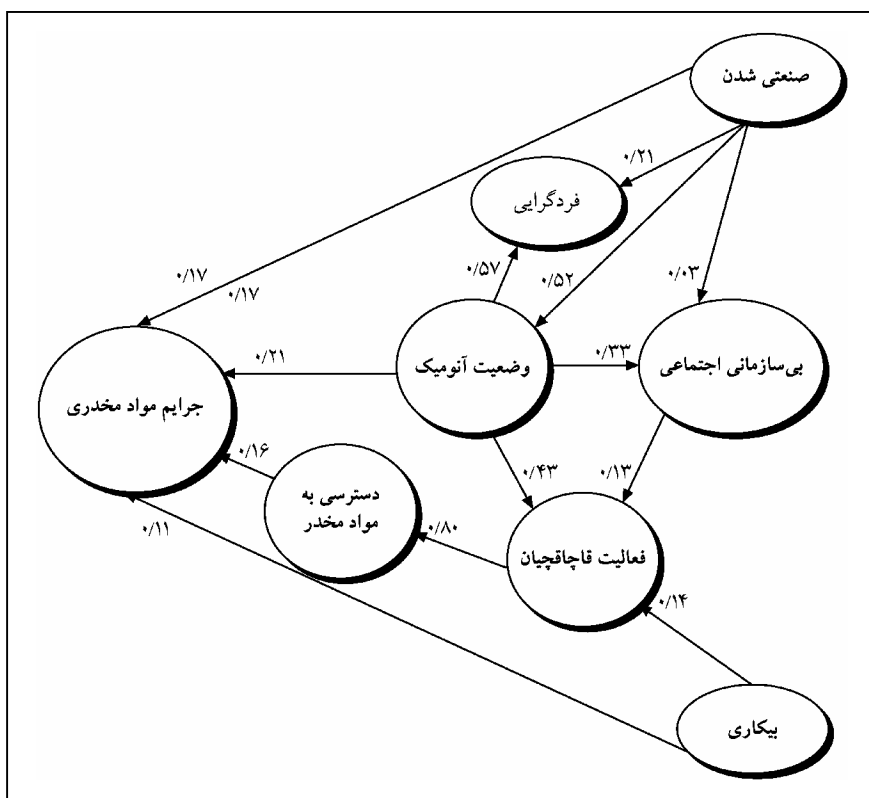 صنعتی شدن
۰/۲۱
فردگرایی
۰/۱۷
۰/۱۷
۰/۵۷
۰/۵۲
۰/۰۳
۰/۲۱
وضعیت آنومیک
۰/۳۳
بی‌سازمانی اجتماعی
جرایم مواد مخدری
۰/۱۶
۰/۴۳
۰/۱۳
دسترسی به
مواد مخدر
۰/۱۱
۰/۸۰
فعالیت قاچاقچیان
۰/۱۴
بیکاری